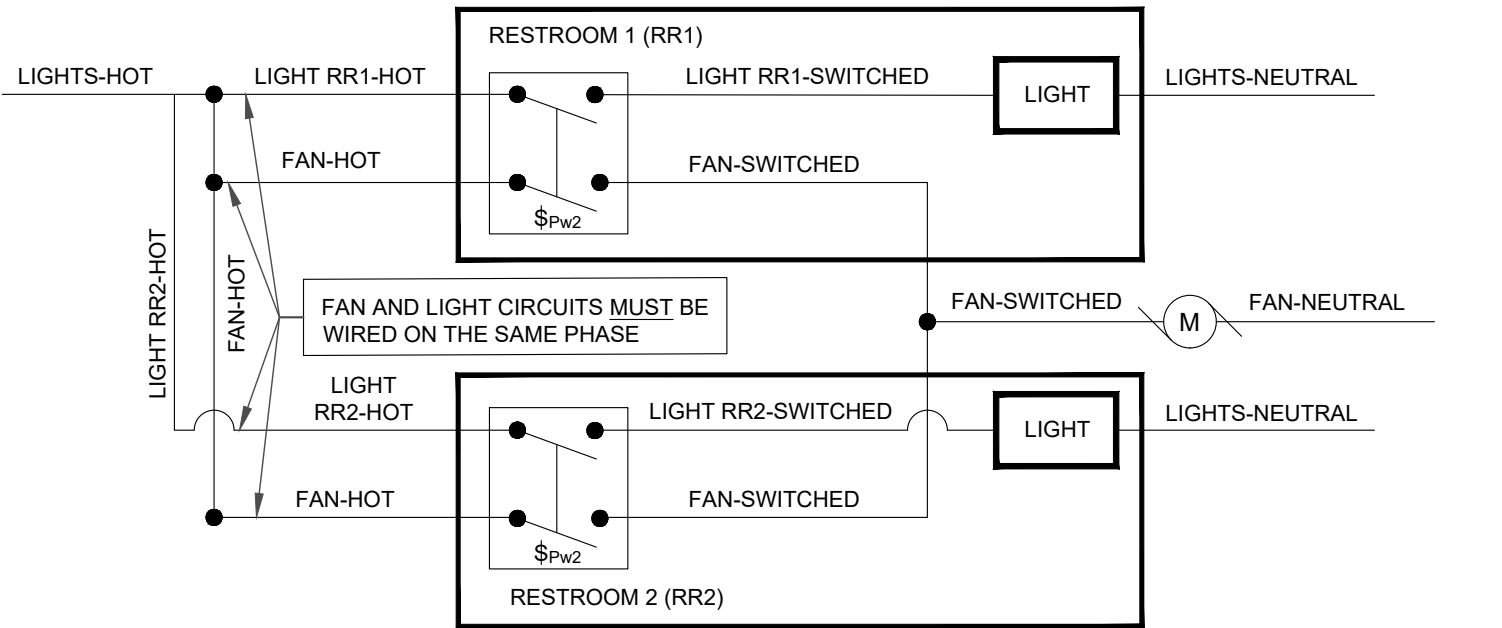 RESTROOM 1 (RR1)
LIGHTS-HOT
LIGHT RR1-HOT
LIGHT RR1-SWITCHED
LIGHT
LIGHTS-NEUTRAL
FAN-HOT
FAN-SWITCHED
$Pw2
LIGHT RR2-HOT
FAN-HOT
FAN AND LIGHT CIRCUITS MUST BE
WIRED ON THE SAME PHASE
FAN-SWITCHED
M
FAN-NEUTRAL
LIGHT
RR2-HOT
LIGHT RR2-SWITCHED
LIGHT
LIGHTS-NEUTRAL
FAN-HOT
FAN-SWITCHED
$Pw2
RESTROOM 2 (RR2)